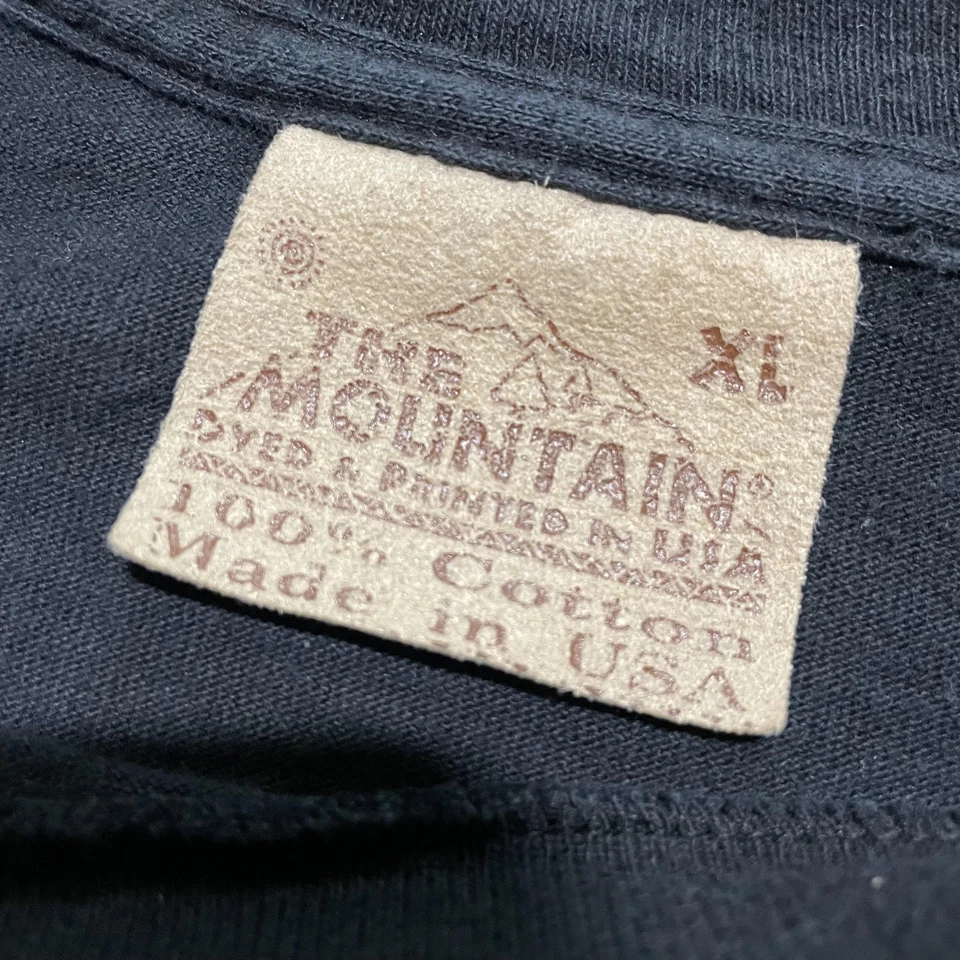 XL
THE
MOUNTAIN®
DYED & PRINTED IN USA
100% Cotton
Made in USA